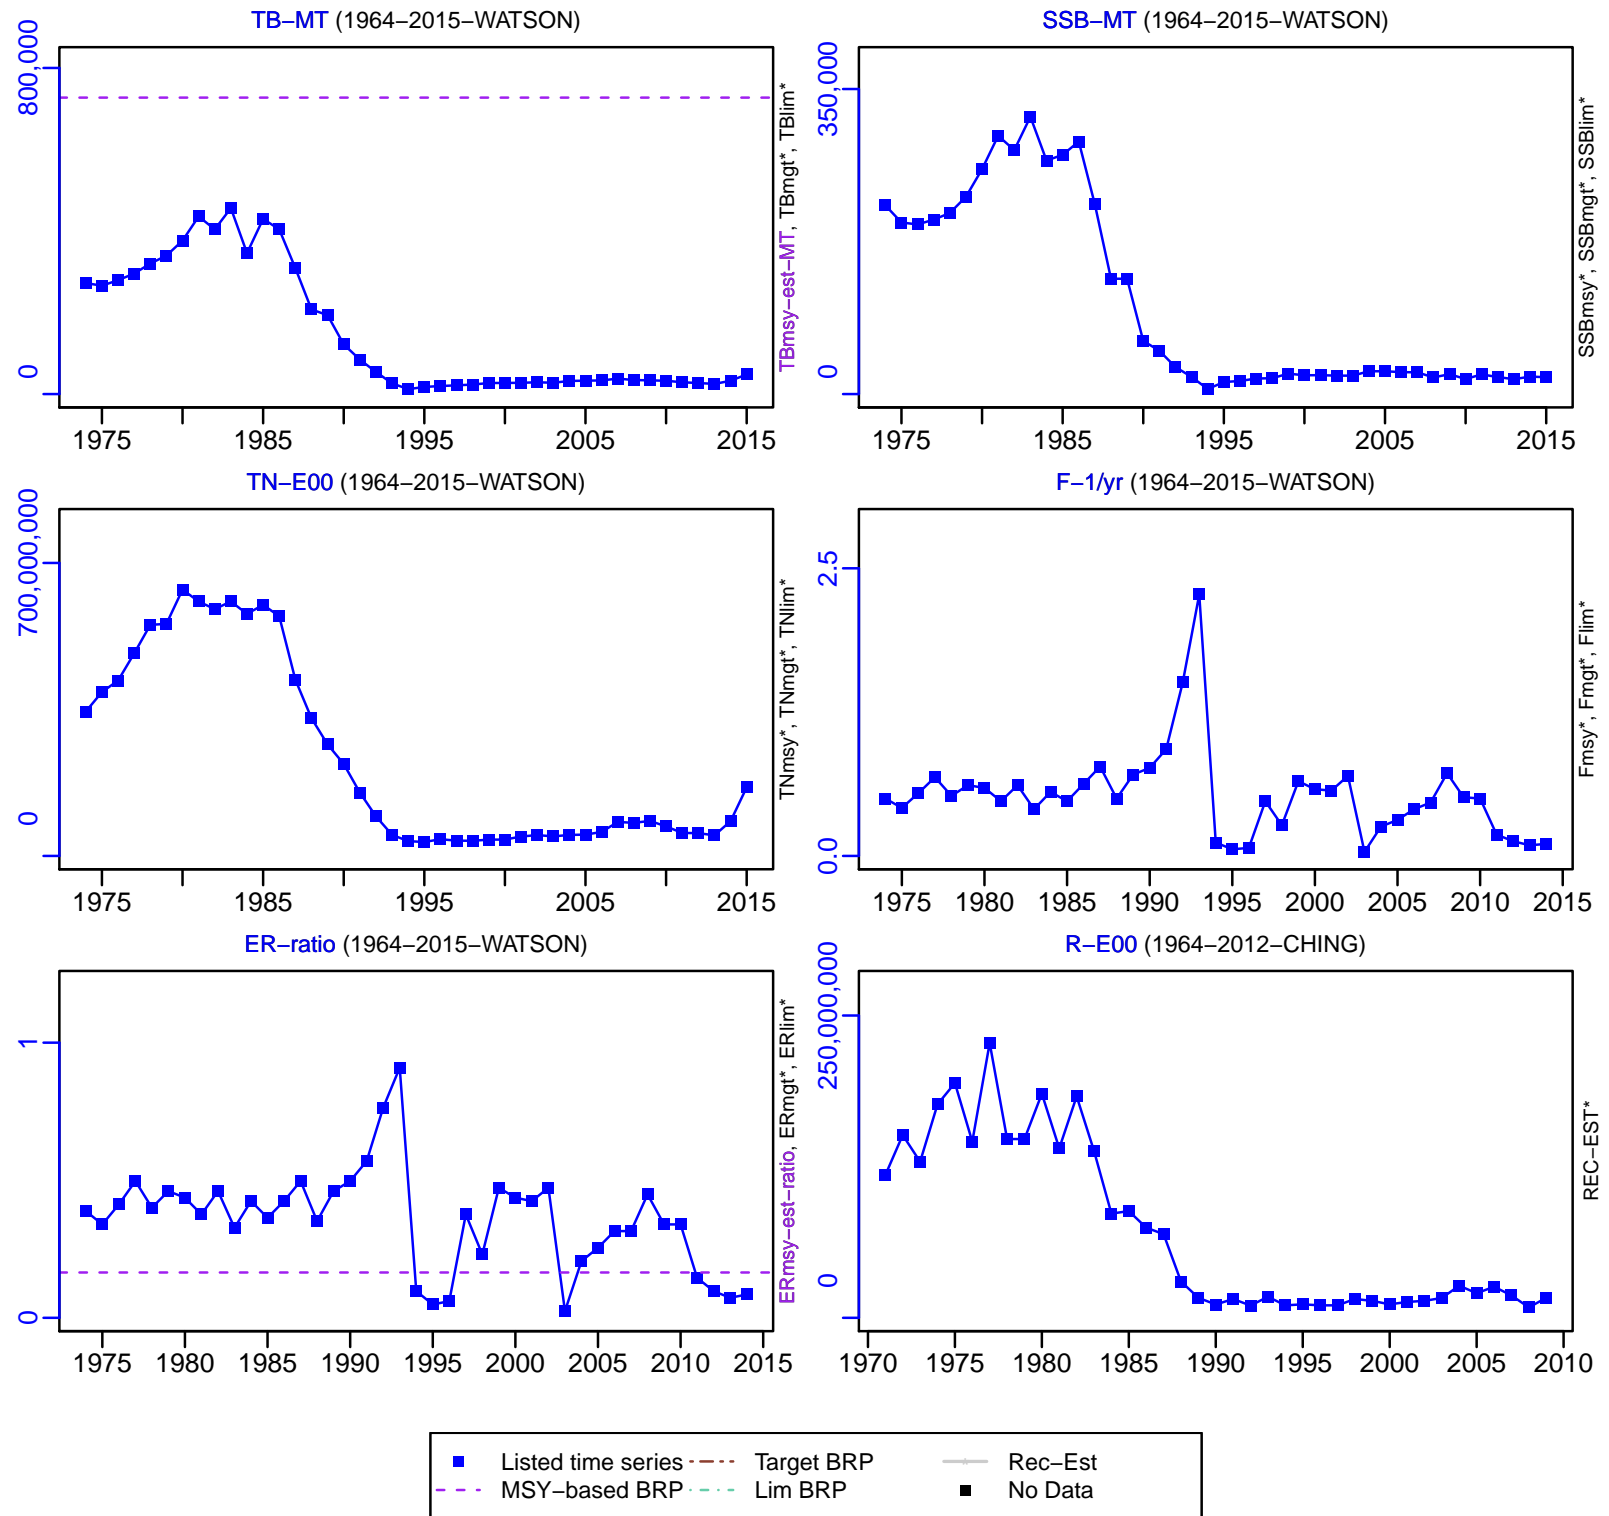 TB−MT (1964−2015−WATSON)
800,000
0
1975 1985 1995 2005 2015
TBmsy−est−MT, TBmgt*, TBlim*
SSB−MT (1964−2015−WATSON)
350,000
0
1975 1985 1995 2005 2015
SSBmsy*, SSBmgt*, SSBlim*
TN−E00 (1964−2015−WATSON)
700,000,000
0
1975 1985 1995 2005 2015
TNmsy*, TNmgt*, TNlim*
F−1/yr (1964−2015−WATSON)
2.5
0.0
1975 1980 1985 1990 1995 2000 2005 2010 2015
Fmsy*, Fmgt*, Flim*
ER−ratio (1964−2015−WATSON)
1
0
1975 1980 1985 1990 1995 2000 2005 2010 2015
ERmsy−est−ratio, ERmgt*, ERlim*
R−E00 (1964−2012−CHING)
250,000,000
0
1970 1975 1980 1985 1990 1995 2000 2005 2010
REC−EST*
Listed time series Target BRP Rec−Est
MSY−based BRP Lim BRP No Data